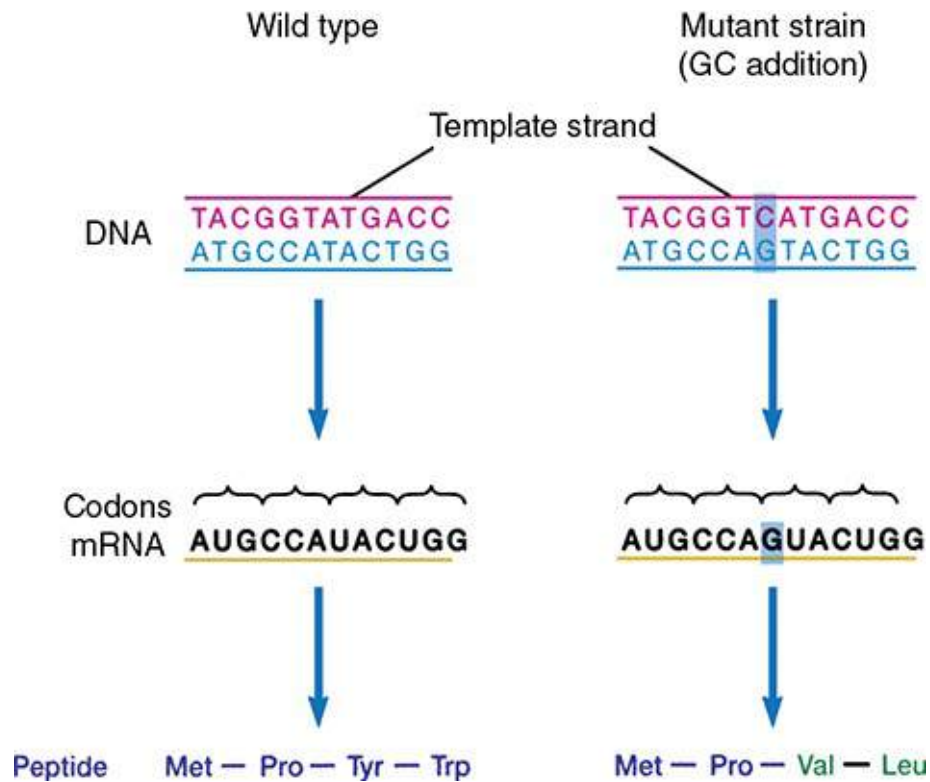 Wild type
Mutant strain
(GC addition)
Template strand
DNA
TACGGTATGACC
ATGCCATACTGG
TACGGTCATGACC
ATGCCAGTACTGG
Codons
mRNA
AUGCCAUACUGG
AUGCCAGUACUGG
Peptide
Met — Pro — Tyr — Trp
Met — Pro — Val — Leu